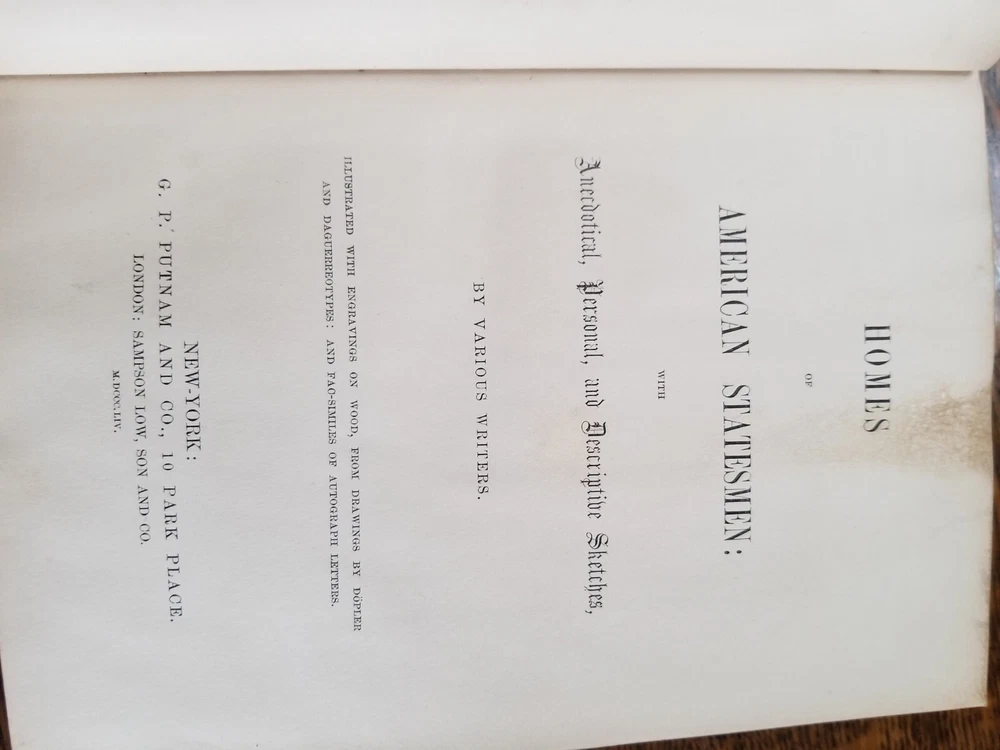 HOMES
OF
AMERICAN STATESMEN:
WITH
Anecdotical, Personal, and Descriptive Sketches,
BY VARIOUS WRITERS.
ILLUSTRATED WITH ENGRAVINGS ON WOOD, FROM DRAWINGS BY DÖPLER
AND DAGUERREOTYPES: AND FAC-SIMILES OF AUTOGRAPH LETTERS.
NEW-YORK:
G. P. PUTNAM AND CO., 10 PARK PLACE.
LONDON: SAMPSON LOW, SON AND CO.
M.DCCC.LIV.